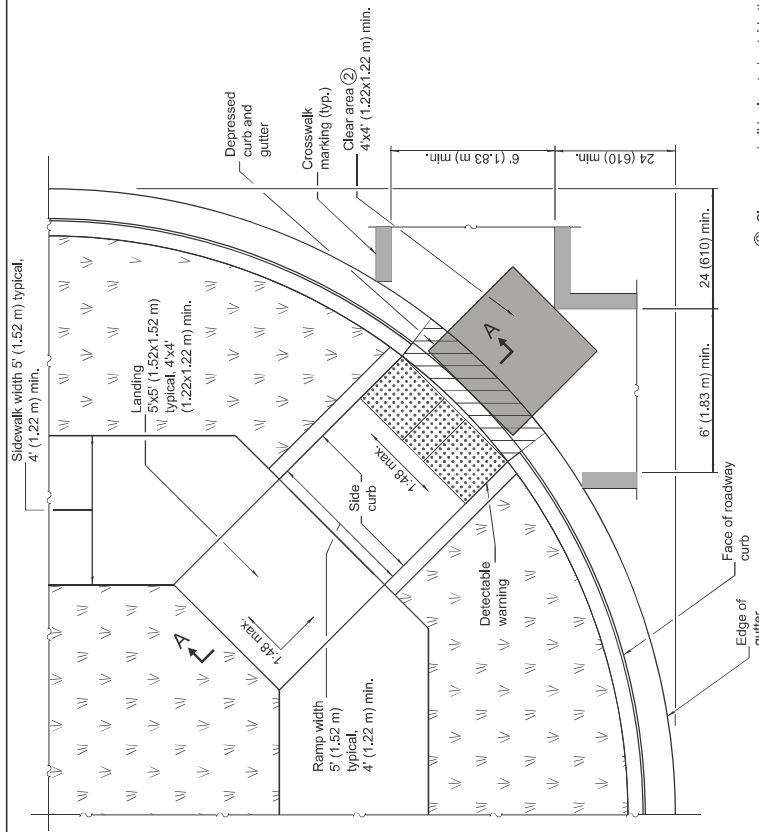 Sidewalk width 5' (1.52 m) typical,
4' (1.22 m) min.
Landing
5'x5' (1.52x1.52 m)
typical, 4'x4'
(1.22x1.22 m) min.
Depressed
curb and
gutter
Crosswalk
marking (typ.)
Clear area ②
4'x4' (1.22x1.22 m) min.
6' (1.83 m) min.
24 (610) min.
A
A
1:48 max.
1:48 max.
Side
curb
Ramp width
5' (1.52 m)
typical,
4' (1.22 m) min.
Detectable
warning
24 (610) min.
6' (1.83 m) min.
Face of roadway
curb
Edge of
gutter
②